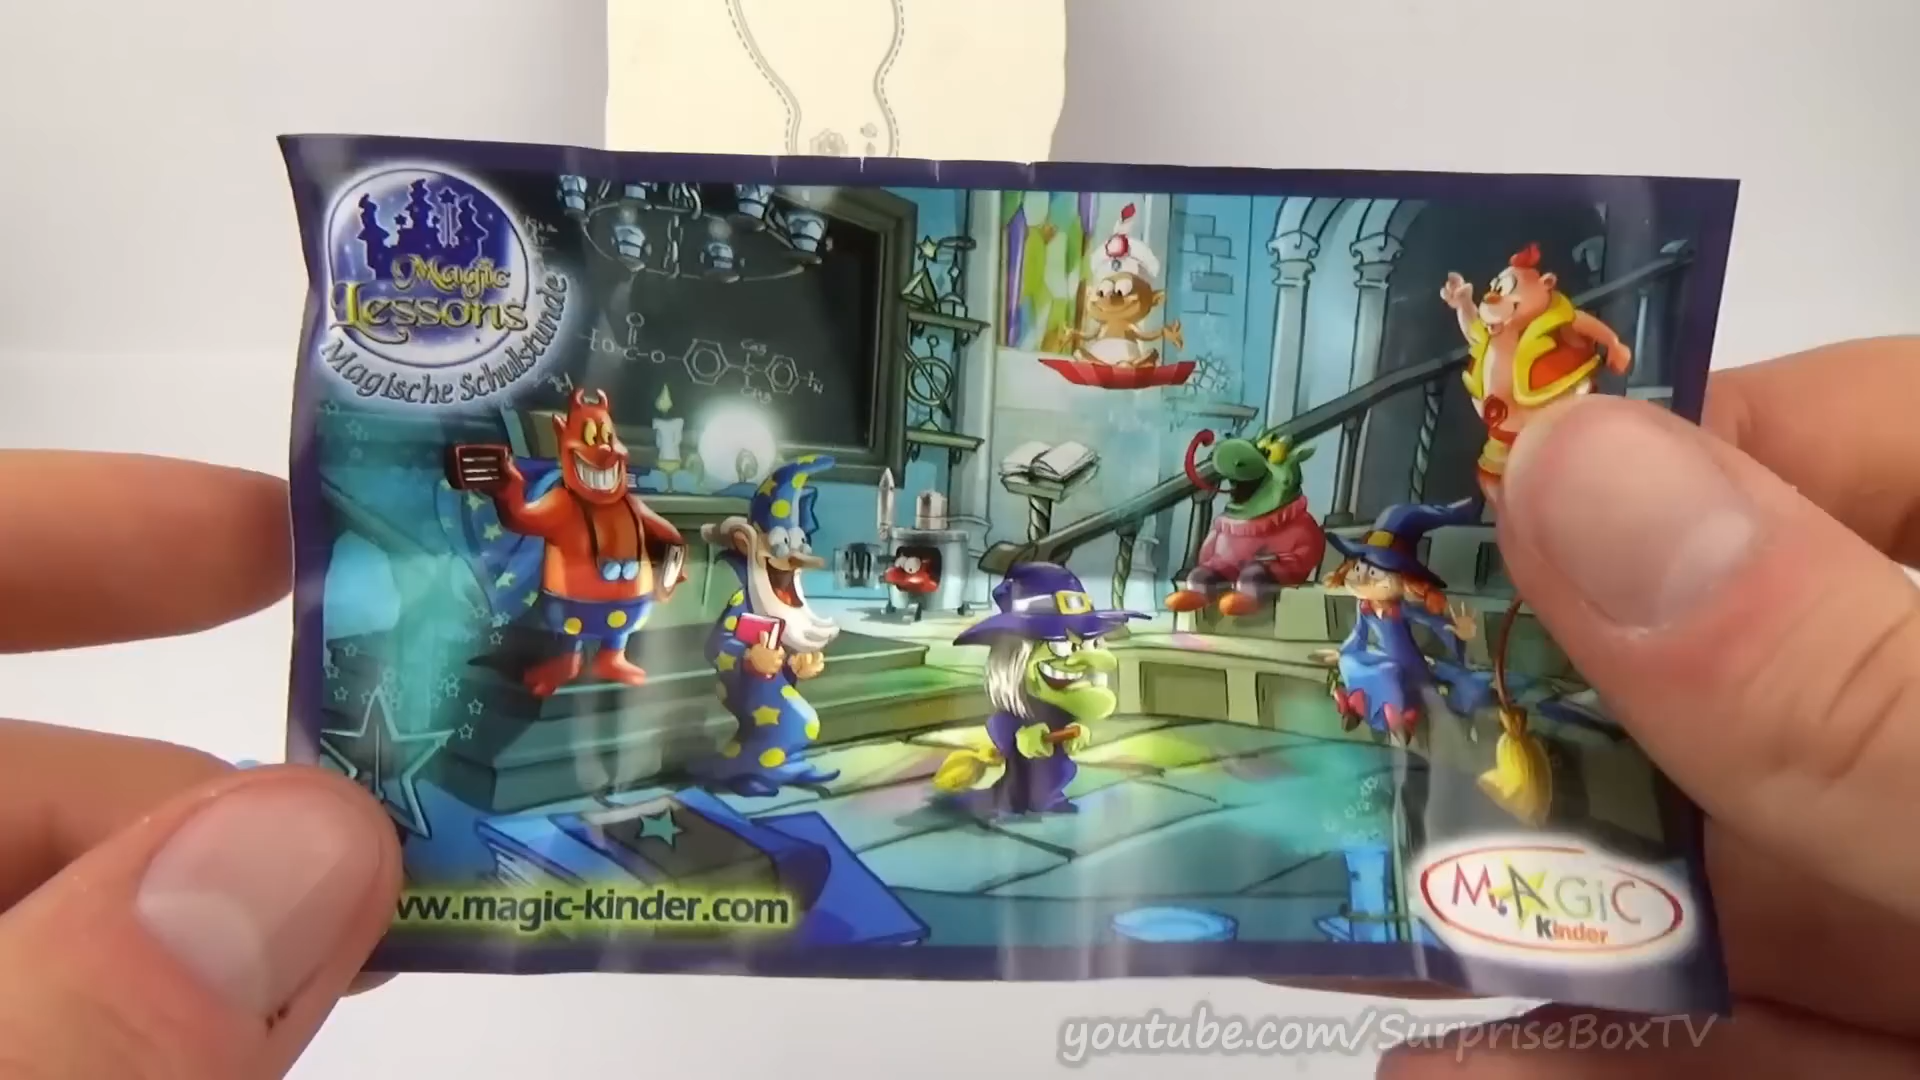 Magic
Lessons
Magische Schulstunde
ww.magic-kinder.com
MAGiC
Kinder
youtube.com/SurpriseBoxTV